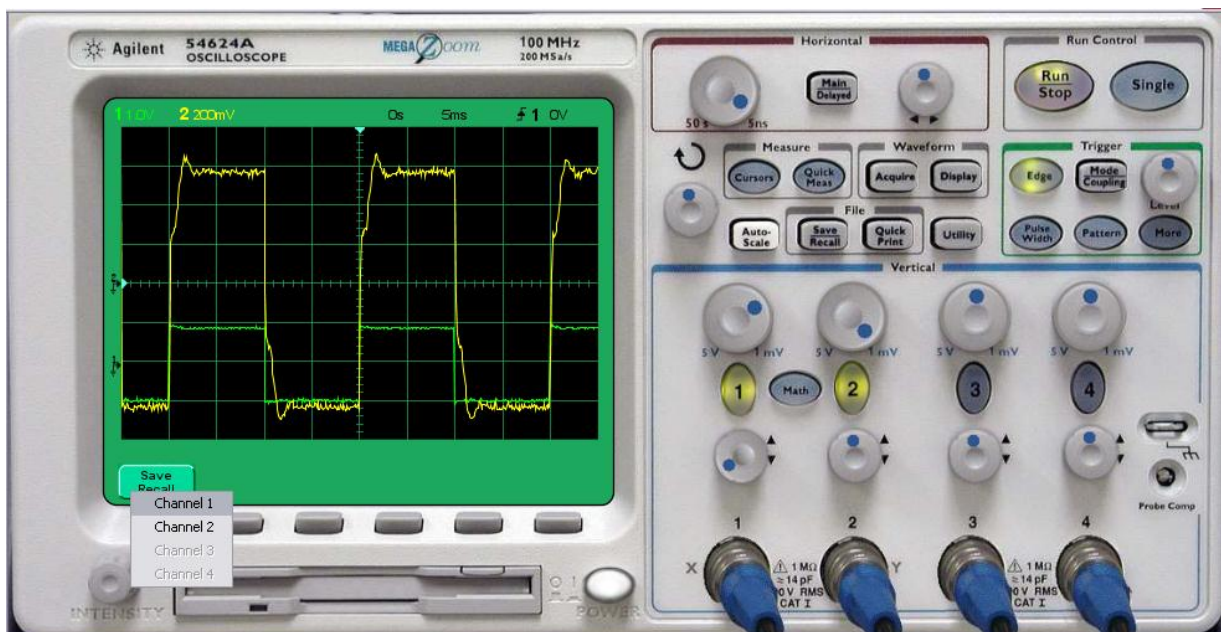 Agilent 54624A OSCILLOSCOPE
MEGA Zoom
100 MHz
200 MSa/s
1 1.0V 2 200mV 0s 5ms 1 0V
Save
Recall
Channel 1
Channel 2
Channel 3
Channel 4
INTENSITY
POWER
Horizontal
50 s 5ns
Main
Delayed
Run Control
Run
Stop
Single
Measure
Cursors
Quick
Meas
Waveform
Acquire
Display
Trigger
Edge
Mode
Coupling
Level
Pulse
Width
Pattern
More
Auto-
Scale
File
Save
Recall
Quick
Print
Utility
Vertical
5 V 1 mV
5 V 1 mV
5 V 1 mV
5 V 1 mV
1
Math
2
3
4
Probe Comp
1 2 3 4
X
Y
1 MΩ
≃ 14 pF
0 V RMS
CAT I
1 MΩ
≃ 14 pF
0 V RMS
CAT I